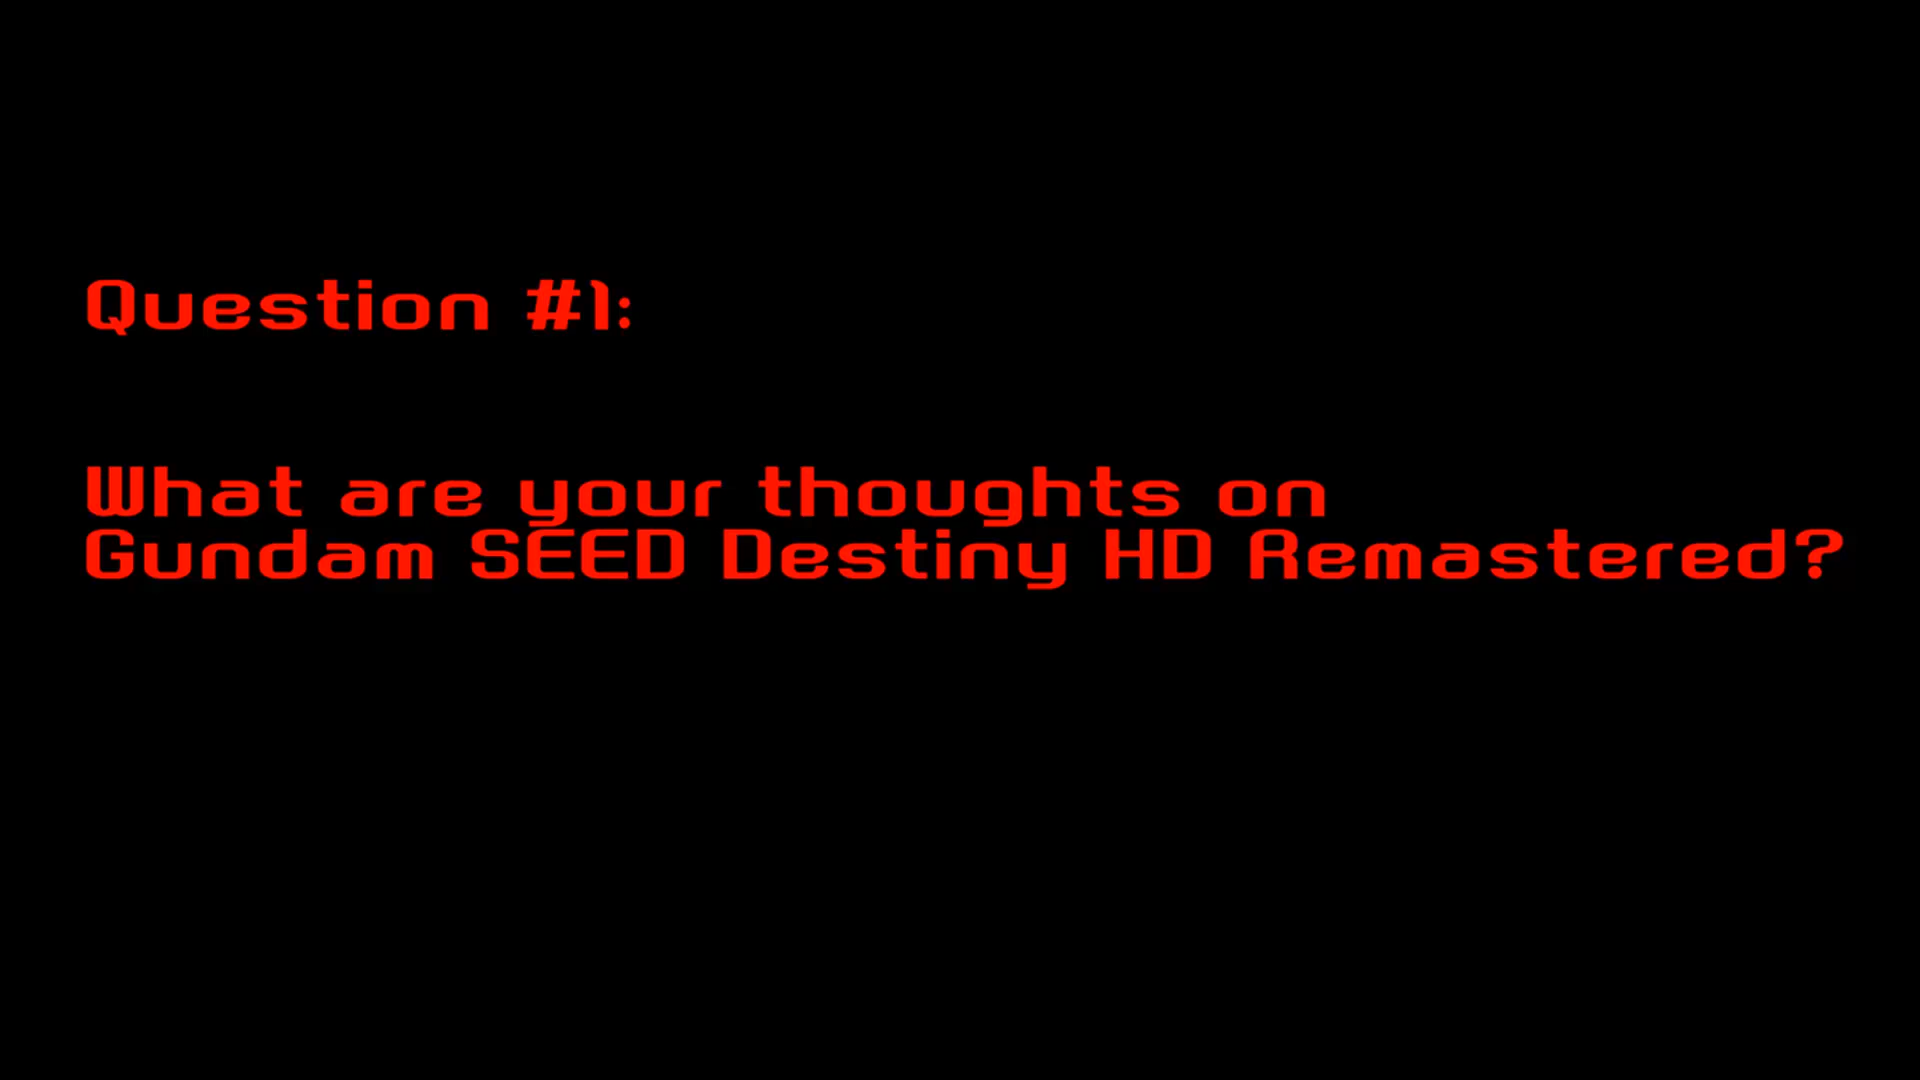 Question #1:
What are your thoughts on
Gundam SEED Destiny HD Remastered?